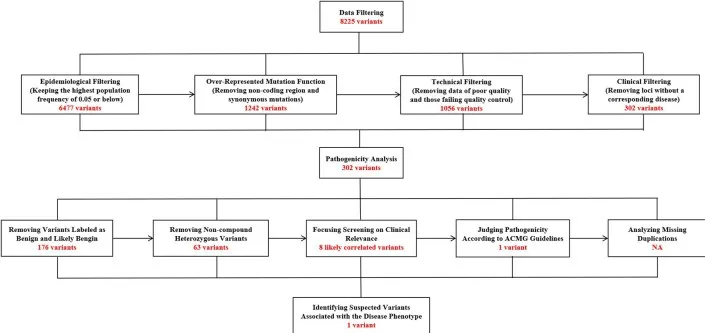 Data Filtering
8225 variants
Epidemiological Filtering
(Keeping the highest population
frequency of 0.05 or below)
6477 variants
Over-Represented Mutation Function
(Removing non-coding region and
synonymous mutations)
1242 variants
Technical Filtering
(Removing data of poor quality
and those failing quality control)
1056 variants
Clinical Filtering
(Removing loci without a
corresponding disease)
302 variants
Pathogenicity Analysis
302 variants
Removing Variants Labeled as
Benign and Likely Bengin
176 variants
Removing Non-compound
Heterozygous Variants
63 variants
Focusing Screening on Clinical
Relevance
8 likely correlated variants
Judging Pathogenicity
According to ACMG Guidelines
1 variant
Analyzing Missing
Duplications
NA
Identifying Suspected Variants
Associated with the Disease Phenotype
1 variant